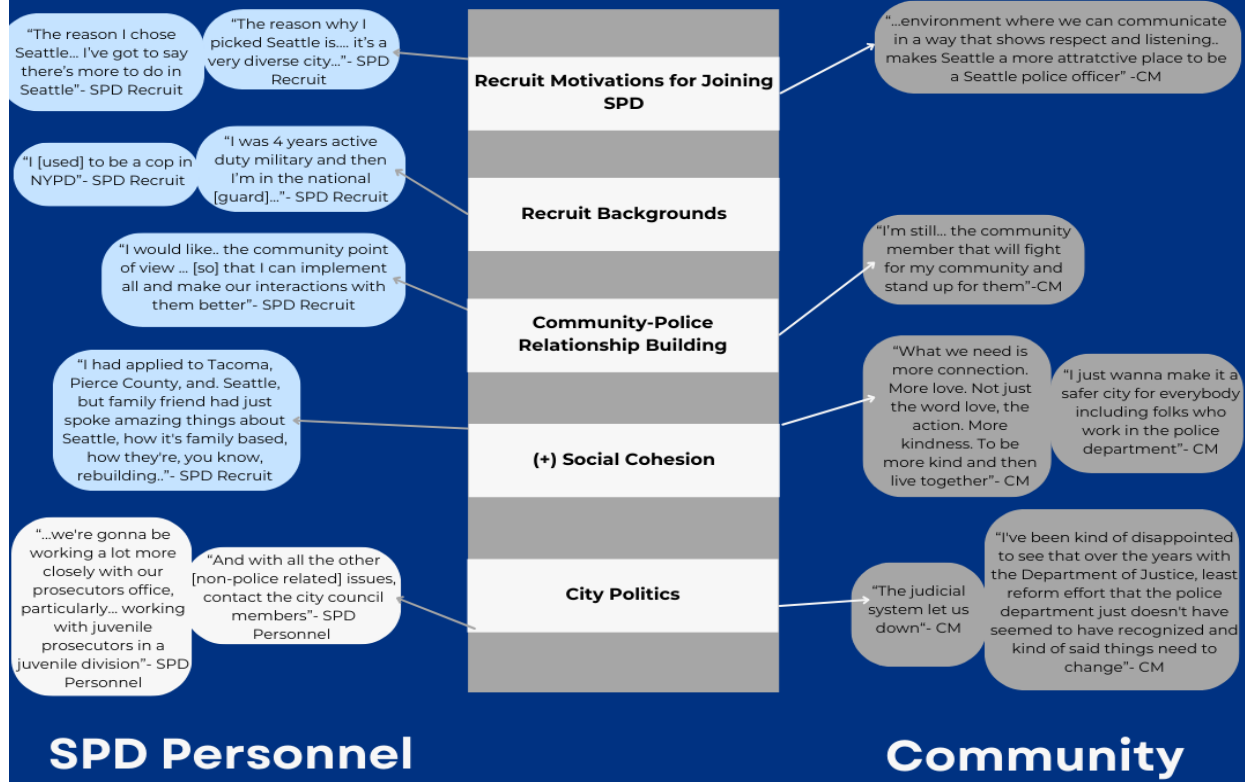 “The reason I chose
Seattle... I’ve got to say
there’s more to do in
Seattle”- SPD Recruit
“The reason why I
picked Seattle is.... it’s a
very diverse city...”- SPD
Recruit
Recruit Motivations for Joining
SPD
“...environment where we can communicate
in a way that shows respect and listening..
makes Seattle a more attratctive place to be
a Seattle police officer” -CM
“I [used] to be a cop in
NYPD”- SPD Recruit
“I was 4 years active
duty military and then
I’m in the national
[guard]...”- SPD Recruit
Recruit Backgrounds
“I would like.. the community point
of view ... [so] that I can implement
all and make our interactions with
them better”- SPD Recruit
Community-Police
Relationship Building
“I’m still... the community
member that will fight
for my community and
stand up for them”-CM
“I had applied to Tacoma,
Pierce County, and. Seattle,
but family friend had just
spoke amazing things about
Seattle, how it's family based,
how they're, you know,
rebuilding..”- SPD Recruit
(+) Social Cohesion
“What we need is
more connection.
More love. Not just
the word love, the
action. More
kindness. To be
more kind and then
live together”- CM
“I just wanna make it a
safer city for everybody
including folks who
work in the police
department”- CM
“...we're gonna be
working a lot more
closely with our
prosecutors office,
particularly... working
with juvenile
prosecutors in a
juvenile division”- SPD
Personnel
“And with all the other
[non-police related] issues,
contact the city council
members”- SPD
Personnel
City Politics
“The judicial
system let us
down“- CM
“I've been kind of disappointed
to see that over the years with
the Department of Justice, least
reform effort that the police
department just doesn't have
seemed to have recognized and
kind of said things need to
change”- CM
SPD Personnel
Community